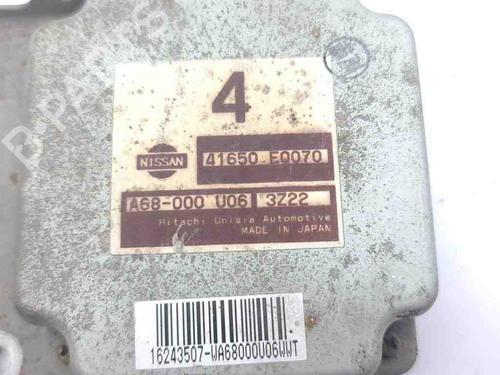 4
NISSAN
41650 EQ070
A68-000 U06 3Z22
Hitachi Unisia Automotive
MADE IN JAPAN
16243507-WA68000U06WWT